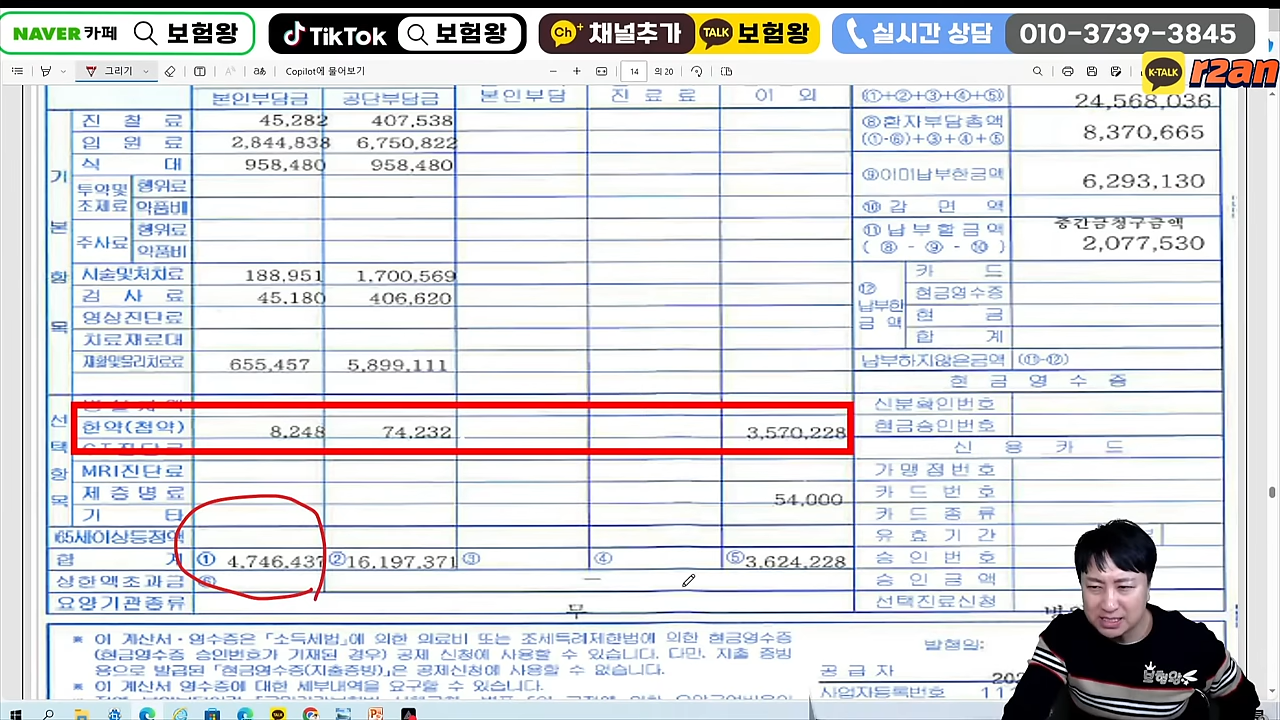 NAVER 카페 보험왕
TikTok 보험왕
Ch+ 채널추가 TALK 보험왕
실시간 상담 010-3739-3845
K-TALK r2an
그리기 Copilot에 물어보기 14 의 20
본인부담금 공단부담금 본인부담 진료료 이외 (①+②+③+④+⑤) 24,568,036
기본항목
진찰료 45,282 407,538 ⑧환자부담총액 (①-⑥)+③+④+⑤ 8,370,665
입원료 2,844,838 6,750,822
식대 958,480 958,480 ⑨이미납부한금액 6,293,130
투약및조제료 행위료
약품비 ⑩감면액
주사료 행위료 ⑪납부할금액 (⑧-⑨-⑩) 중간금청구금액 2,077,530
약품비
시술및처치료 188,951 1,700,569 ⑫납부한금액 카드
검사료 45,180 406,620 현금영수증
영상진단료 현금
치료재료대 합계
재활및물리치료료 655,457 5,899,111 납부하지않은금액 (⑪-⑫)
현금영수증
선택항목 신분확인번호
한약(첩약) 8,248 74,232 3,570,228 현금승인번호
신용카드
MRI진단료 가맹점번호
제증명료 54,000 카드번호
기타 카드종류
65세이상등정액 유효기간
합계 ① 4,746,437 ② 16,197,371 ③ ④ ⑤ 3,624,228 승인번호
상한액초과금 ⑥ — 승인금액
요양기관종류 선택진료신청
※ 이 계산서·영수증은 「소득세법」에 의한 의료비 또는 조세특례제한법에 의한 현금영수증
(현금영수증 승인번호가 기재된 경우) 공제 신청에 사용할 수 있습니다. 다만, 지출 증빙
용으로 발급된 「현금영수증(지출증빙)」은 공제신청에 사용할 수 없습니다.
※ 이 계산서·영수증에 대한 세부내역을 요구할 수 있습니다.
발행일:
공급자
사업자등록번호
보험왕